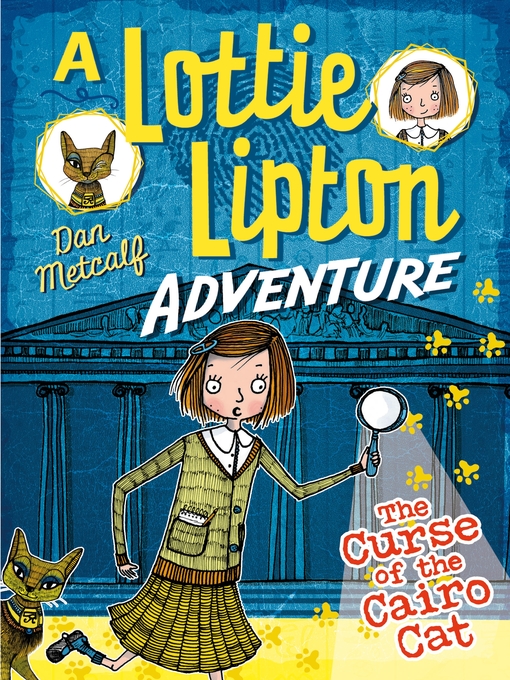 A
Lottie
Lipton
ADVENTURE
Dan
Metcalf
The
Curse
of the
Cairo
Cat